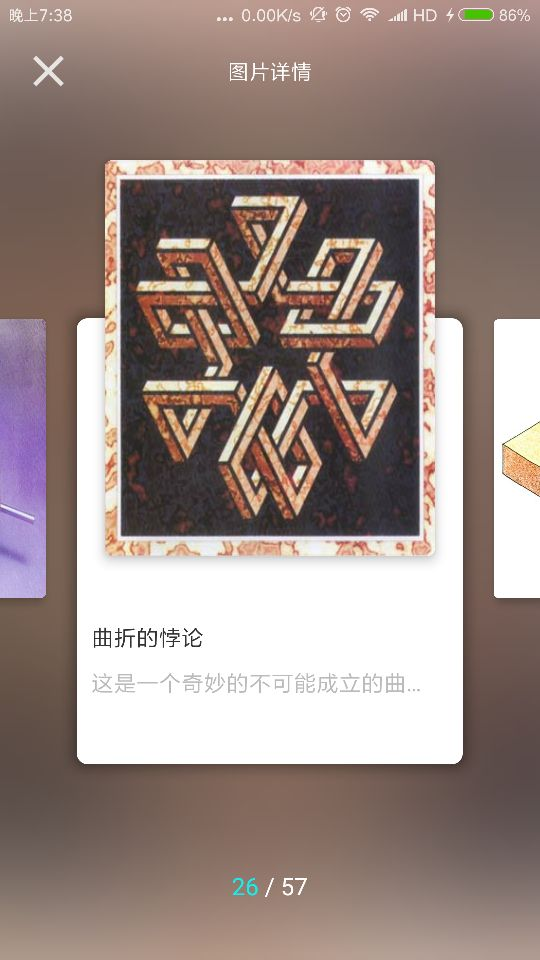 晚上7:38
... 0.00K/s HD 86%
图片详情
曲折的悖论
这是一个奇妙的不可能成立的曲...
26 / 57